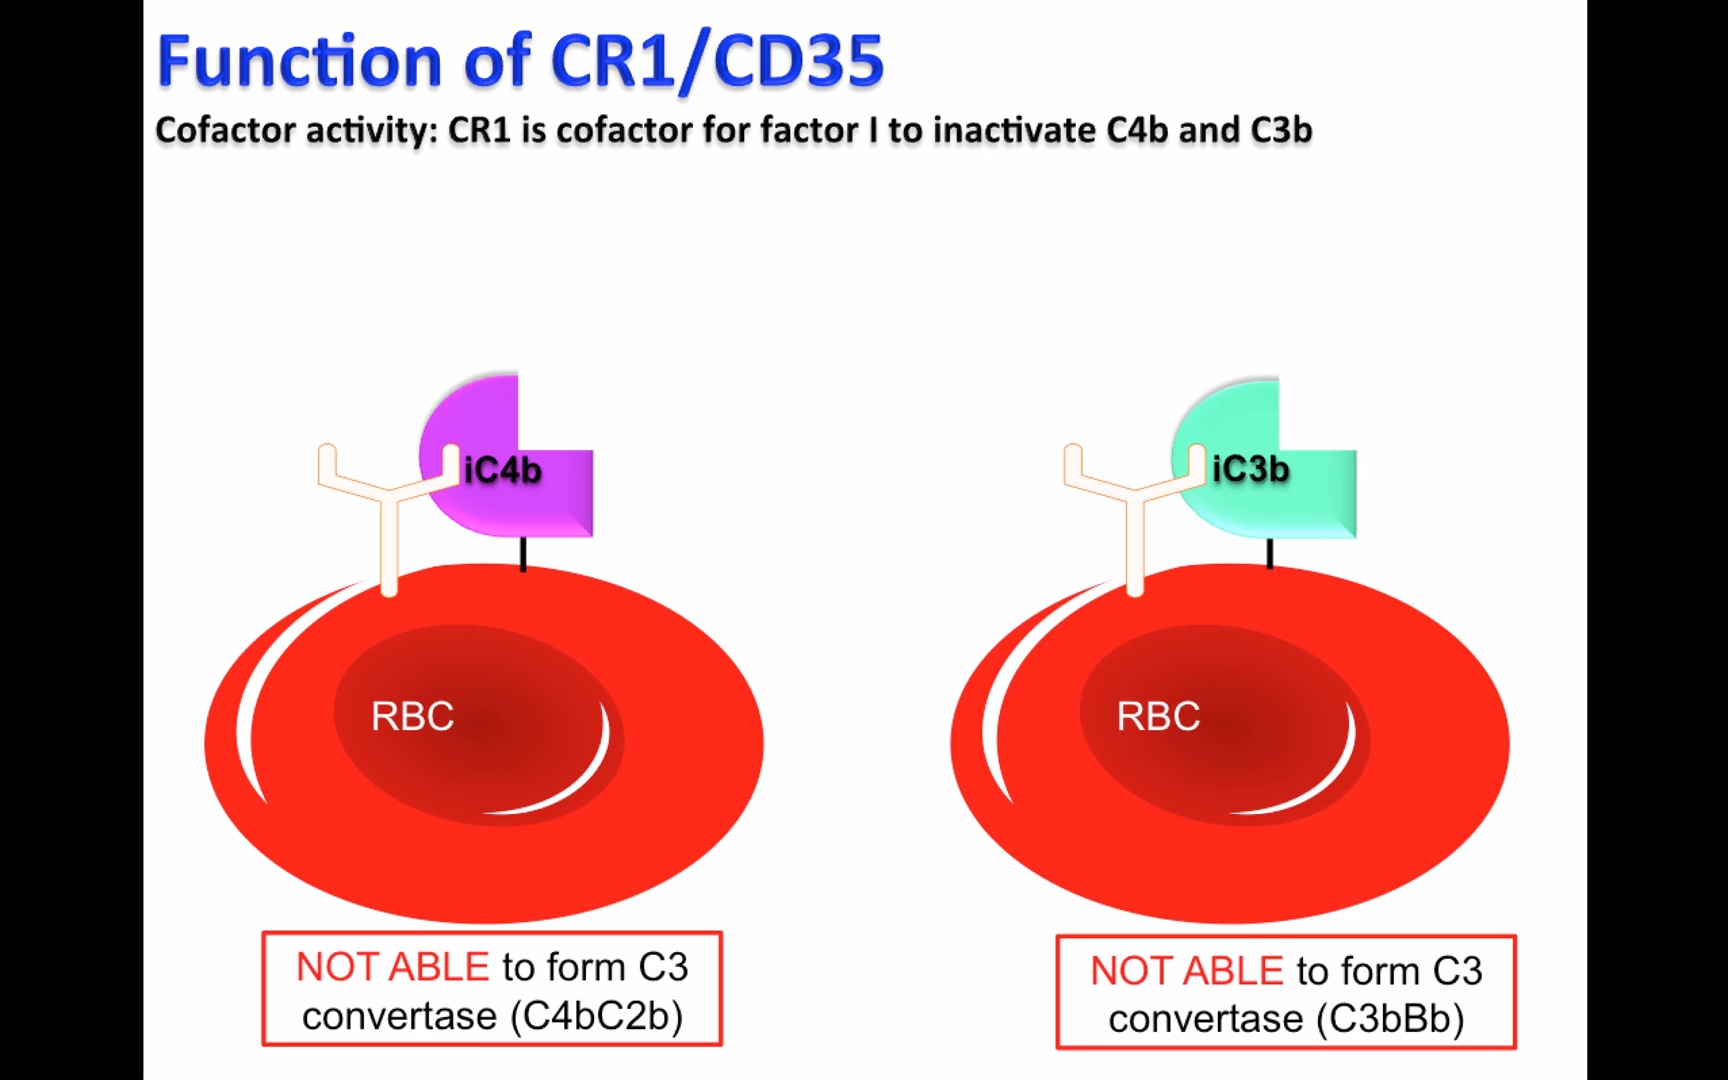 Function of CR1/CD35
Cofactor activity: CR1 is cofactor for factor I to inactivate C4b and C3b
iC4b
iC3b
RBC
RBC
NOT ABLE to form C3
convertase (C4bC2b)
NOT ABLE to form C3
convertase (C3bBb)